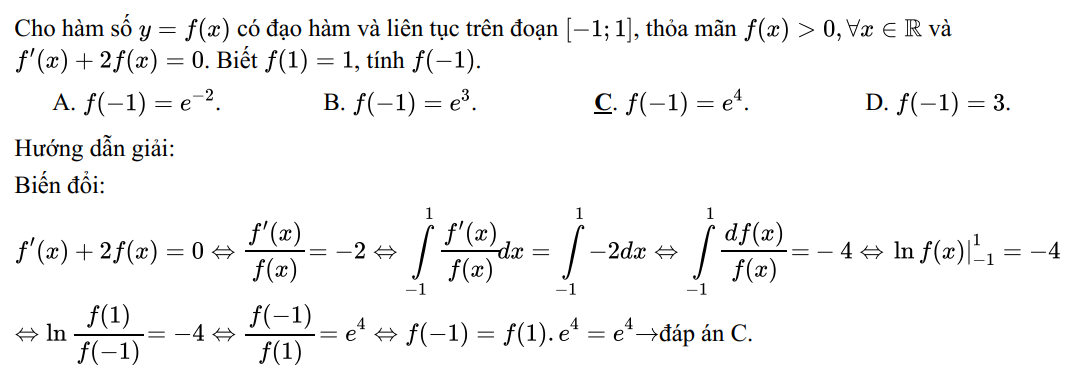 Cho hàm số $y = f(x)$ có đạo hàm và liên tục trên đoạn $[-1; 1]$, thỏa mãn $f(x) > 0, \forall x \in \mathbb{R}$ và
$f'(x) + 2f(x) = 0$. Biết $f(1) = 1$, tính $f(-1)$.
A. $f(-1) = e^{-2}$. B. $f(-1) = e^{3}$. C. $f(-1) = e^{4}$. D. $f(-1) = 3$.
Hướng dẫn giải:
Biến đổi:
$f'(x) + 2f(x) = 0 \Leftrightarrow \frac{f'(x)}{f(x)} = -2 \Leftrightarrow \int_{-1}^{1} \frac{f'(x)}{f(x)} dx = \int_{-1}^{1} -2dx \Leftrightarrow \int_{-1}^{1} \frac{df(x)}{f(x)} = -4 \Leftrightarrow \ln f(x)|_{-1}^{1} = -4$
$\Leftrightarrow \ln \frac{f(1)}{f(-1)} = -4 \Leftrightarrow \frac{f(-1)}{f(1)} = e^{4} \Leftrightarrow f(-1) = f(1).e^{4} = e^{4} \rightarrow$đáp án C.